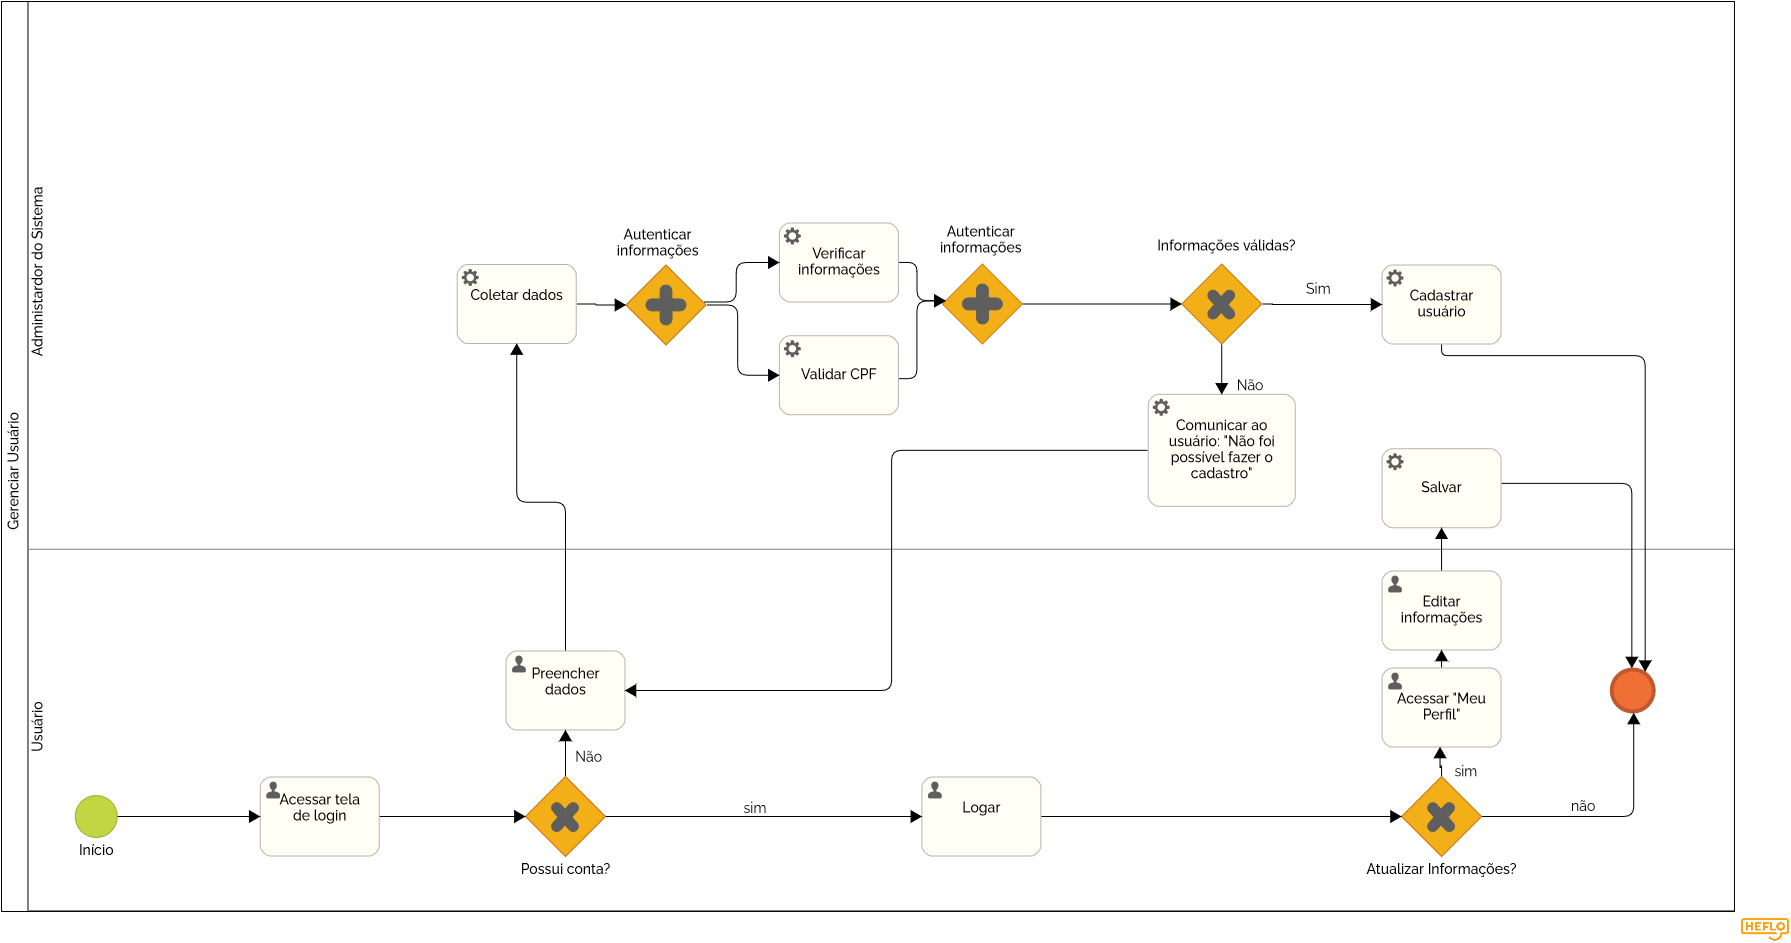 Gerenciar Usuário
Administardor do Sistema
Coletar dados
Autenticar
informações
Verificar
informações
Validar CPF
Autenticar
informações
Informações válidas?
Sim
Cadastrar
usuário
Não
Comunicar ao
usuário: "Não foi
possível fazer o
cadastro"
Salvar
Usuário
Editar
informações
Preencher
dados
Acessar "Meu
Perfil"
Não
sim
Início
Acessar tela
de login
Possui conta?
sim
Logar
Atualizar Informações?
não
HEFLO